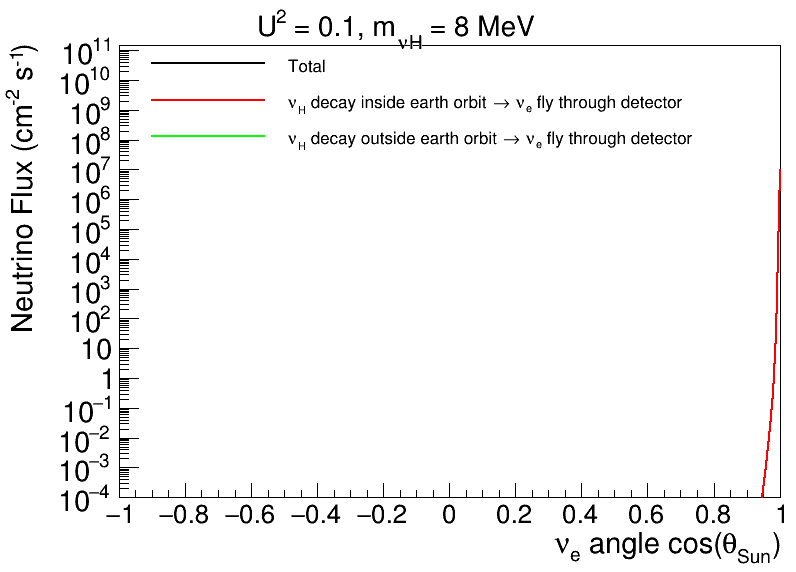 U² = 0.1, m_νH = 8 MeV
Neutrino Flux (cm⁻² s⁻¹)
10¹¹
10¹⁰
10⁹
10⁸
10⁷
10⁶
10⁵
10⁴
10³
10²
10
1
10⁻¹
10⁻²
10⁻³
10⁻⁴
Total
ν_H decay inside earth orbit → ν_e fly through detector
ν_H decay outside earth orbit → ν_e fly through detector
−1 −0.8 −0.6 −0.4 −0.2 0 0.2 0.4 0.6 0.8 1
ν_e angle cos(θ_Sun)